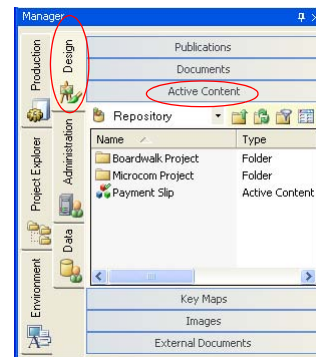 Manager
Production
Design
Project Explorer
Administration
Environment
Data
Publications
Documents
Active Content
Repository
Name Type
Boardwalk Project Folder
Microcom Project Folder
Payment Slip Active Content
Key Maps
Images
External Documents